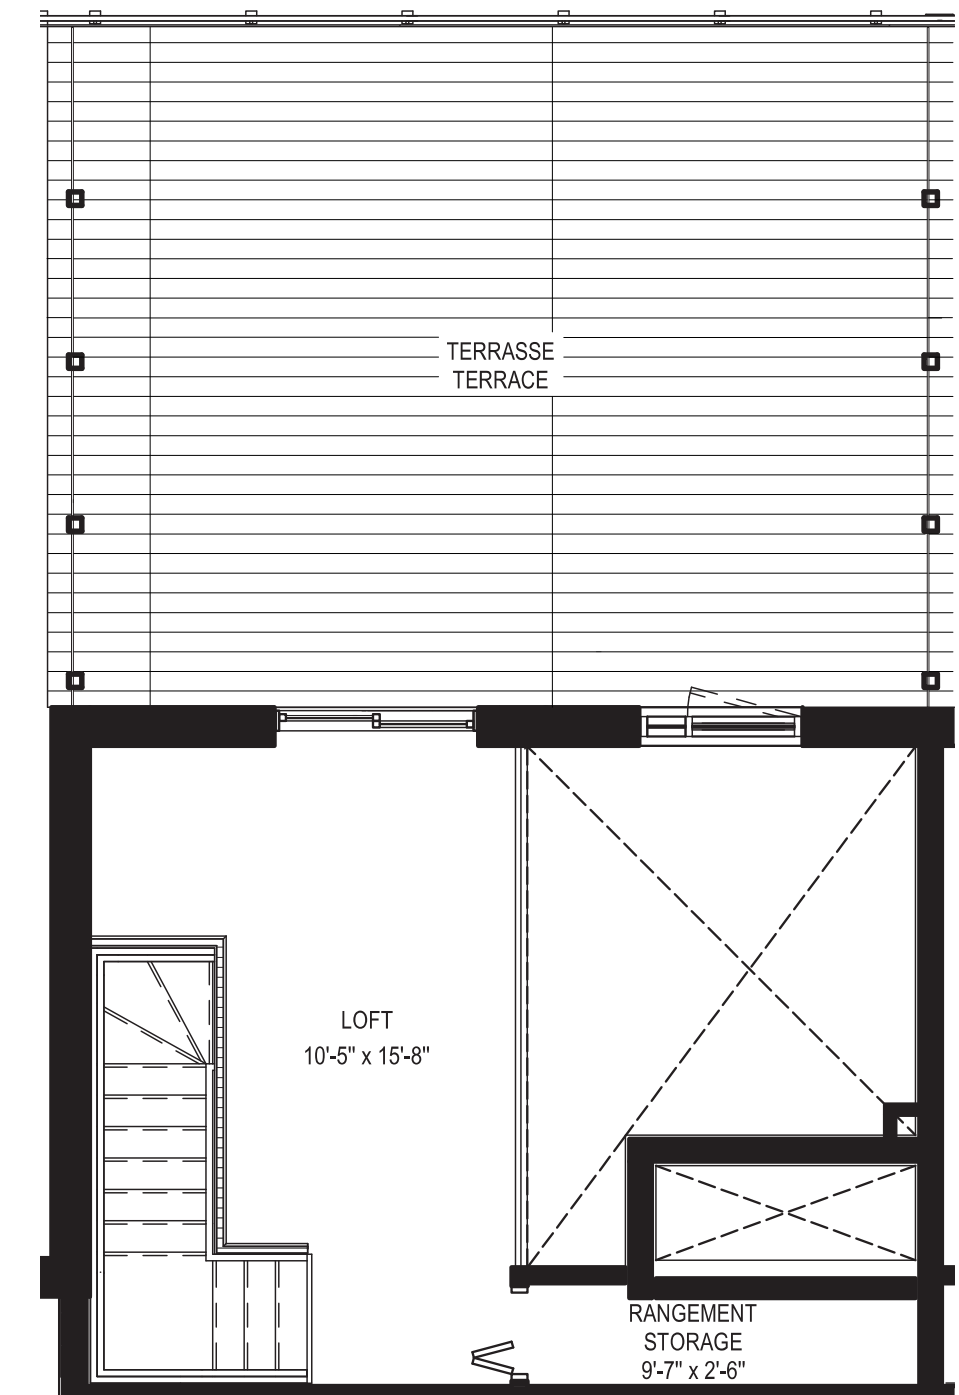 TERRASSE
TERRACE
LOFT
10'-5" x 15'-8"
RANGEMENT
STORAGE
9'-7" x 2'-6"